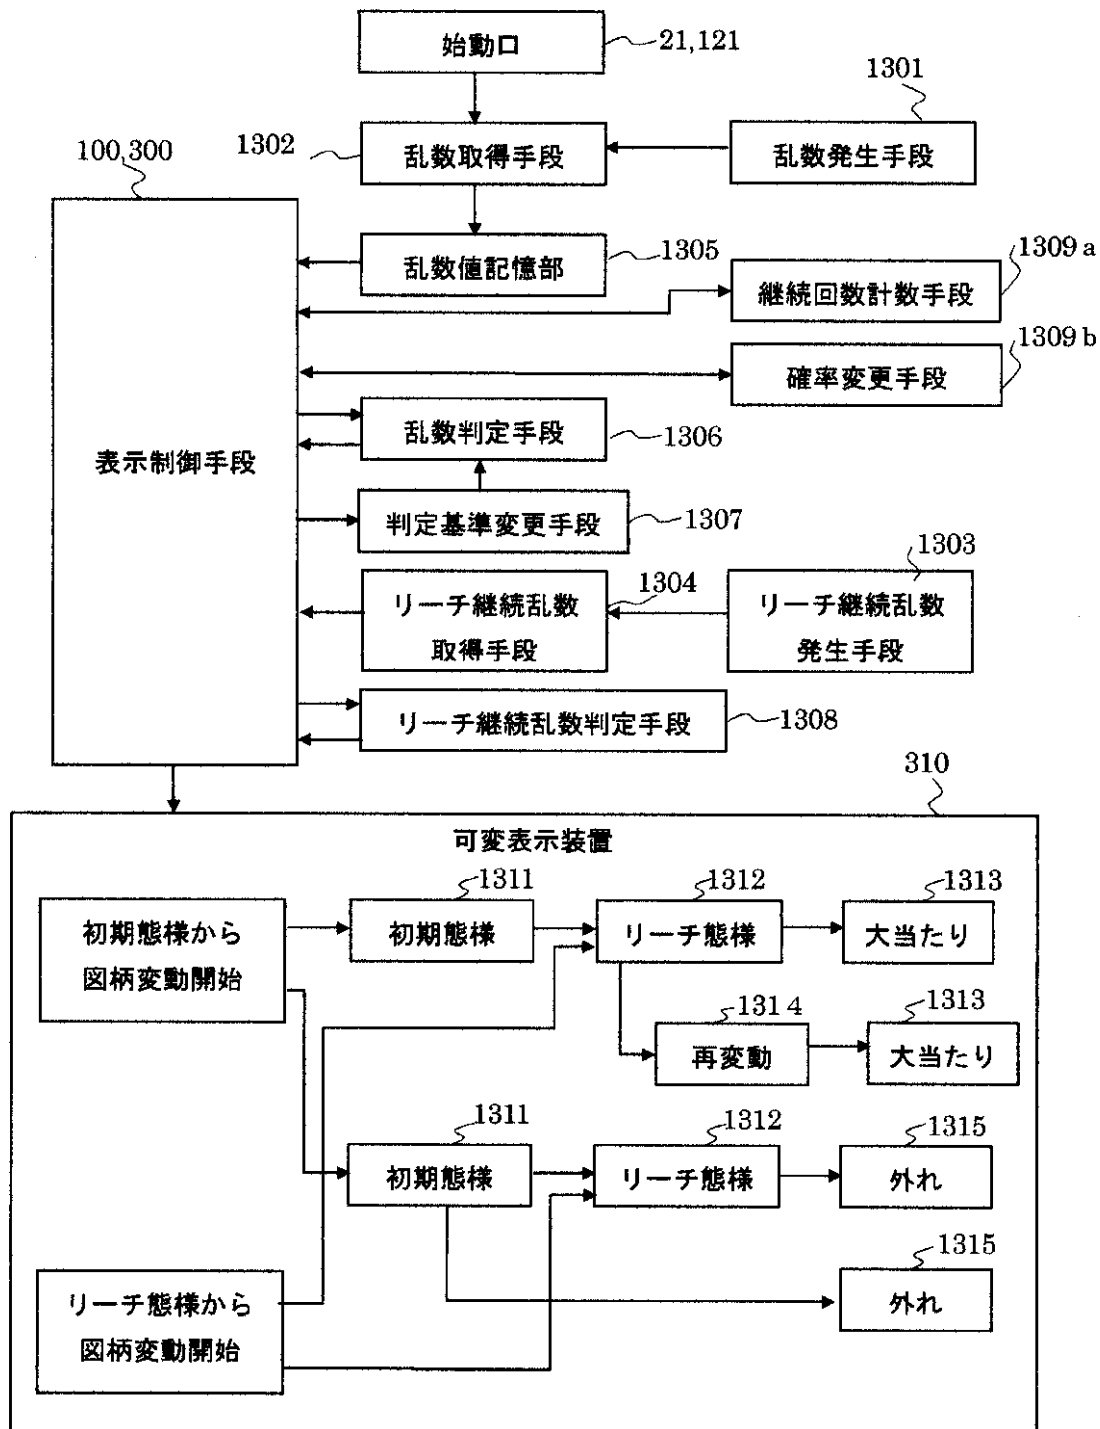 始動口
21,121
1301
1302
乱数取得手段
乱数発生手段
100,300
乱数値記憶部
1305
1309a
継続回数計数手段
1309b
確率変更手段
表示制御手段
乱数判定手段
1306
判定基準変更手段
1307
1303
1304
リーチ継続乱数
取得手段
リーチ継続乱数
発生手段
リーチ継続乱数判定手段
1308
310
可変表示装置
1311
1312
1313
初期態様から
図柄変動開始
初期態様
リーチ態様
大当たり
1314
1313
再変動
大当たり
1311
1312
1315
初期態様
リーチ態様
外れ
1315
リーチ態様から
図柄変動開始
外れ